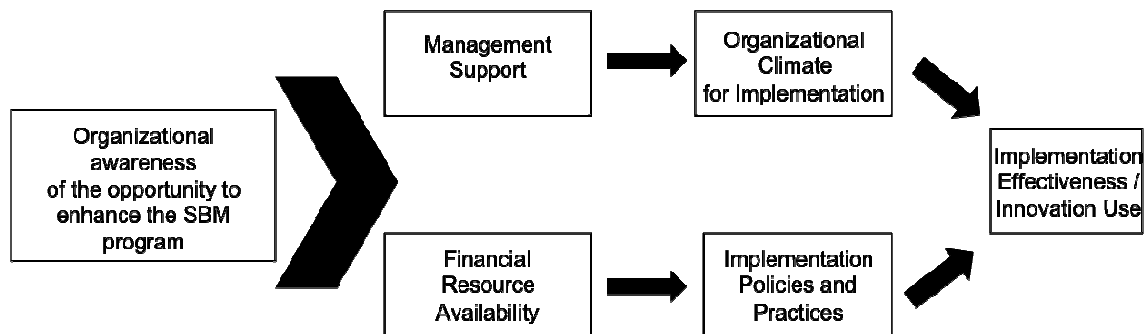 Organizational
awareness
of the opportunity to
enhance the SBM
program
Management
Support
Organizational
Climate
for Implementation
Financial
Resource
Availability
Implementation
Policies and
Practices
Implementation
Effectiveness /
Innovation Use